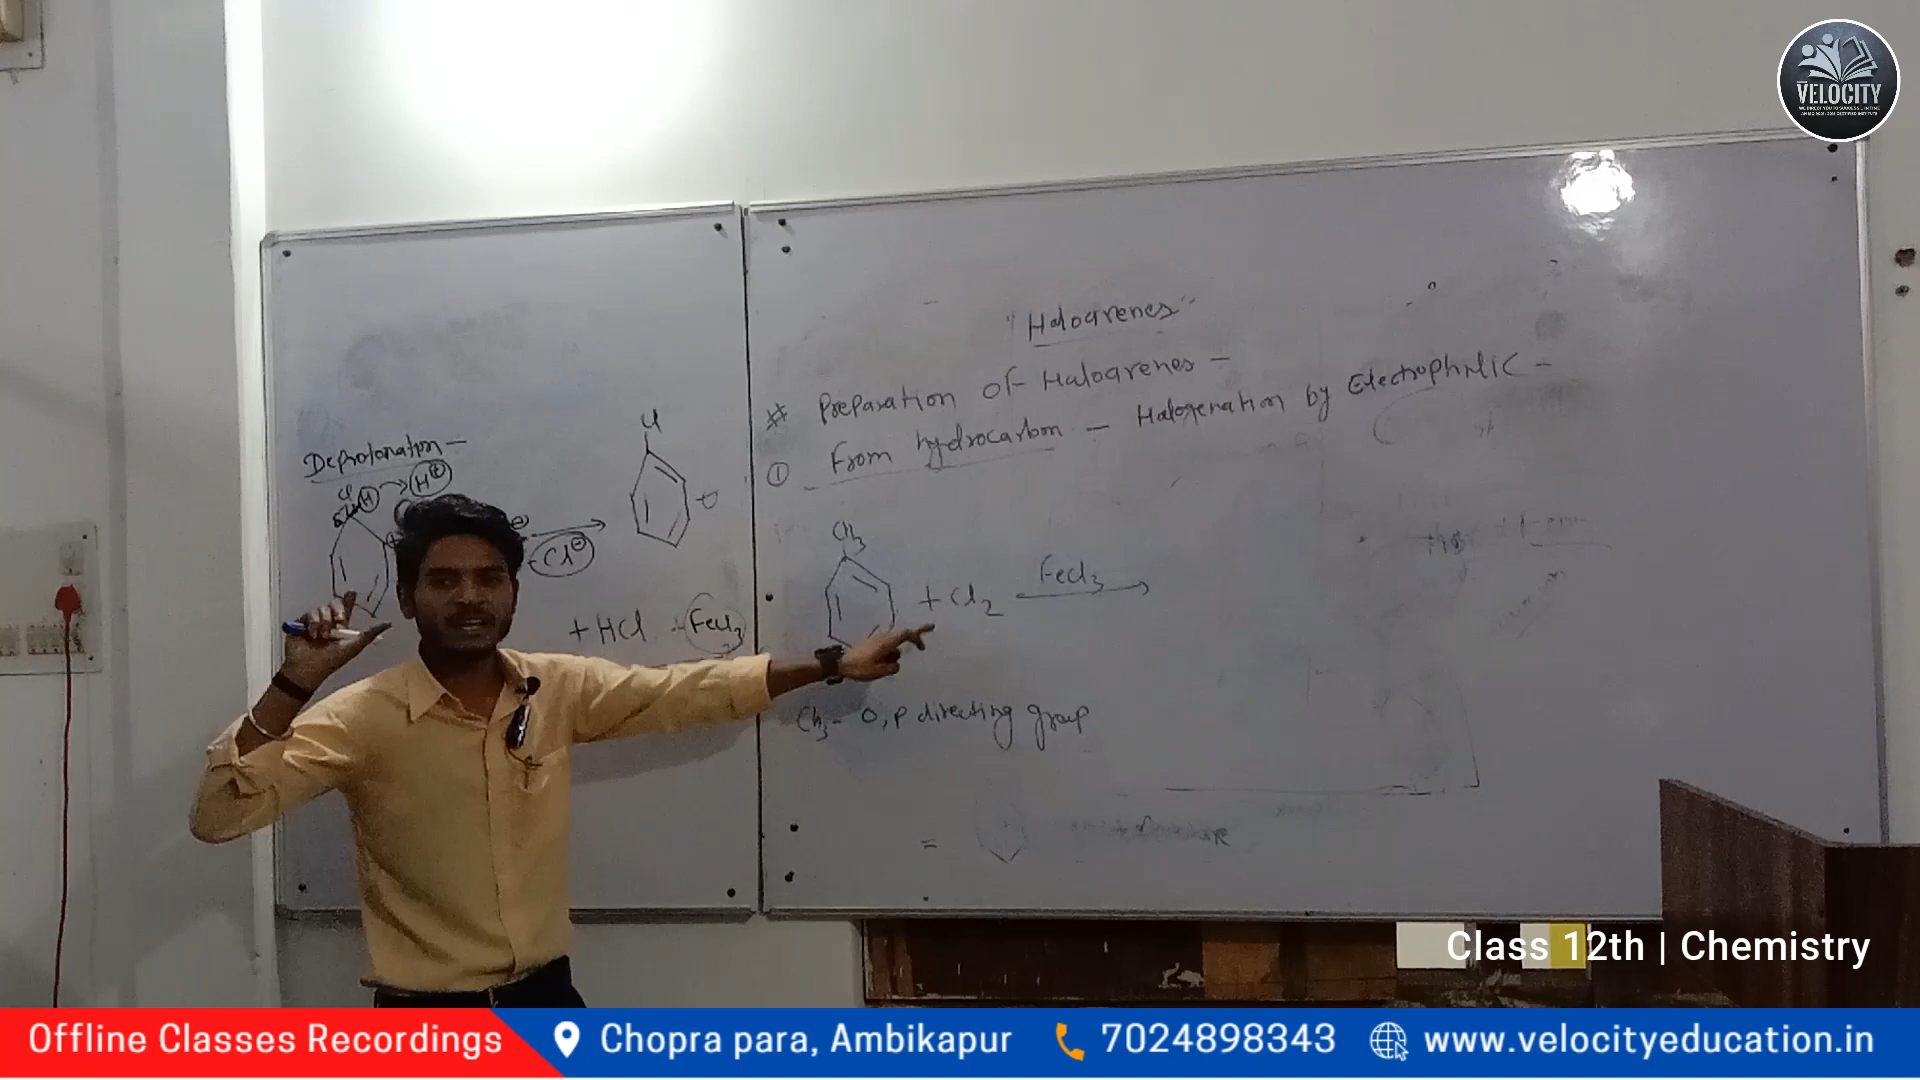 VELOCITY
"Haloarenes"
# Preparation of Haloarenes -
① From hydrocarbon - Halogenation by Electrophilic -
Deprotonation -
Cl
H → H⊕
Cl⊖
+ HCl + FeCl3
CH3
+ Cl2 FeCl3
CH3 - O, P directing group
=
Class 12th | Chemistry
Offline Classes Recordings
Chopra para, Ambikapur
7024898343
www.velocityeducation.in